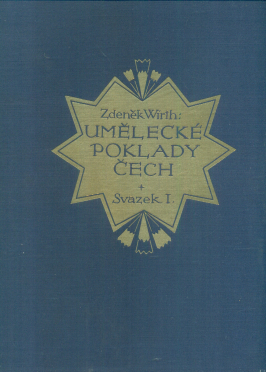 Zdeněk Wirth:
UMĚLECKÉ
POKLADY
ČECH
Svazek I.